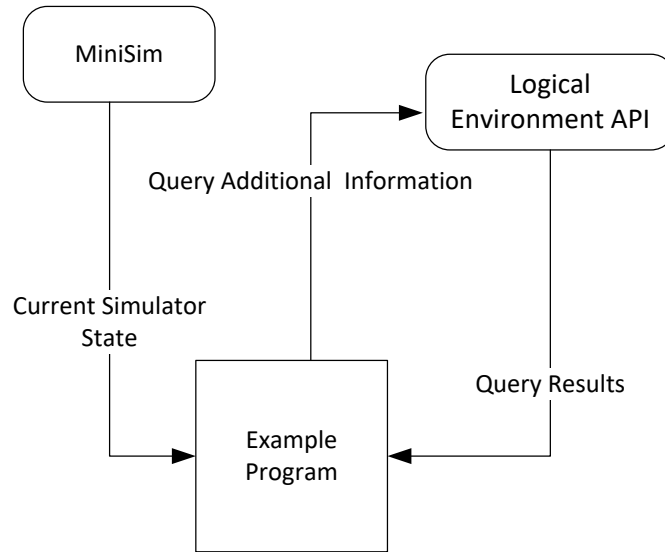 MiniSim
Logical
Environment API
Query Additional  Information
Current Simulator
State
Query Results
Example
Program